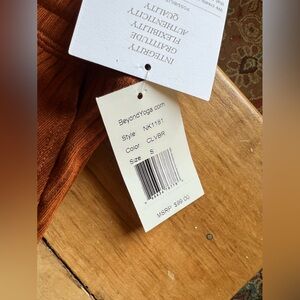 INTEGRITY
GRATITUDE
FLEXIBILITY
AUTHENTICITY
QUALITY
BeyondYoga.com
Style NK1181
Color CLVBR
Size S
MSRP $99.00